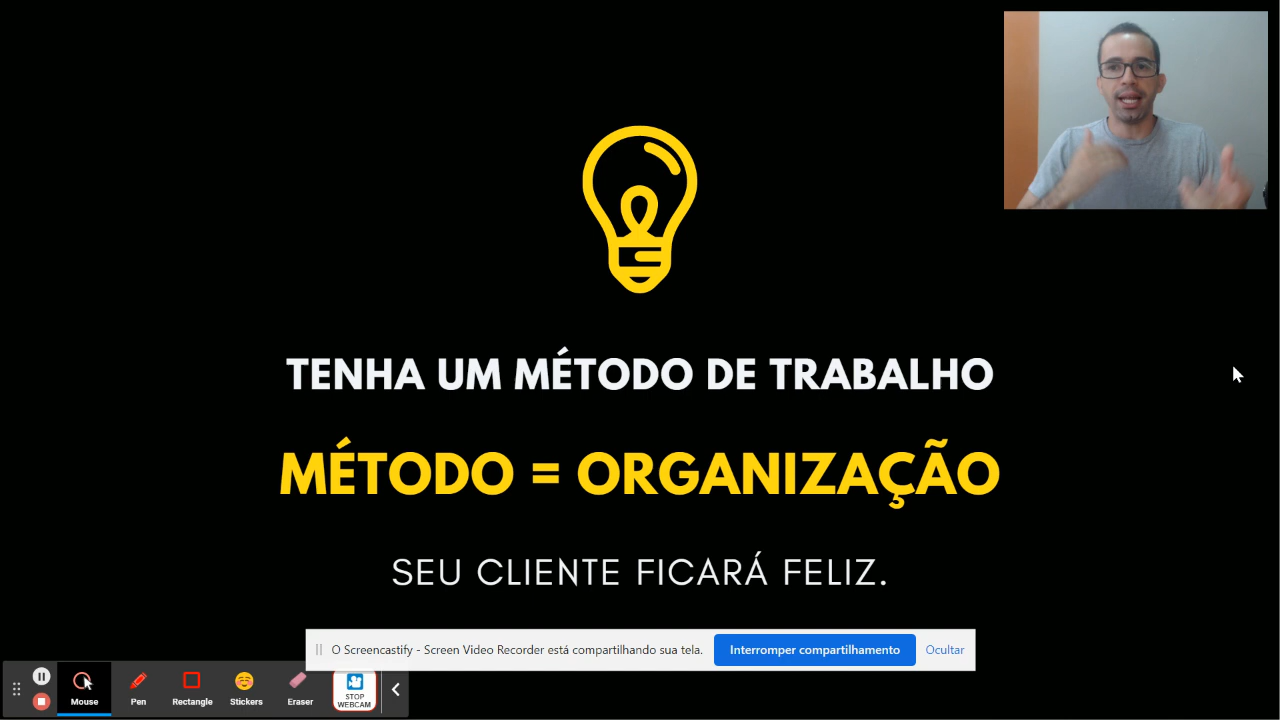 TENHA UM MÉTODO DE TRABALHO
MÉTODO = ORGANIZAÇÃO
SEU CLIENTE FICARÁ FELIZ.
O Screencastify - Screen Video Recorder está compartilhando sua tela.
Interromper compartilhamento
Ocultar
Mouse
Pen
Rectangle
Stickers
Eraser
STOP
WEBCAM